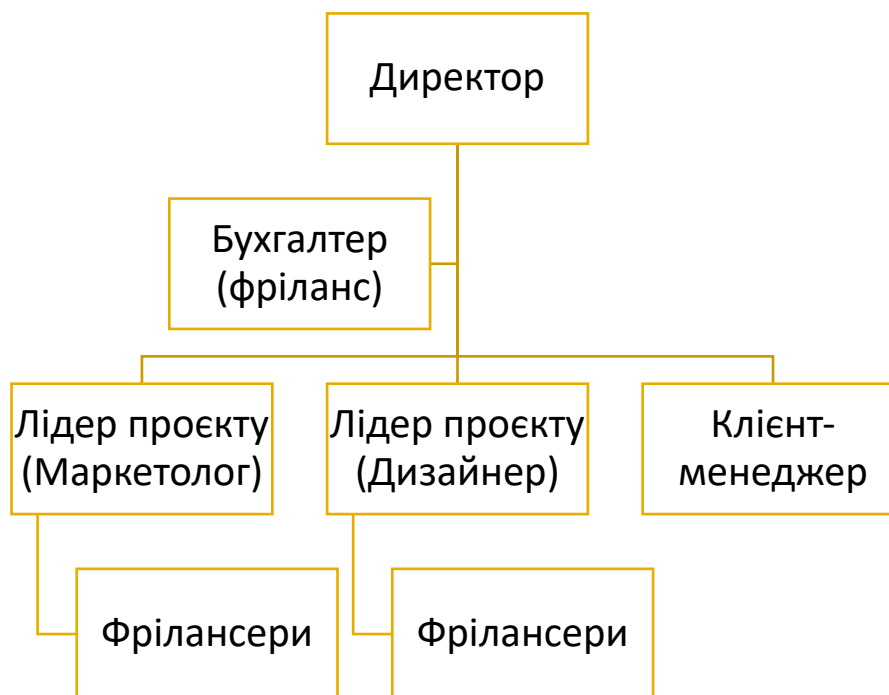 Директор
Бухгалтер
(фріланс)
Лідер проєкту
(Маркетолог)
Лідер проєкту
(Дизайнер)
Клієнт-
менеджер
Фрілансери
Фрілансери